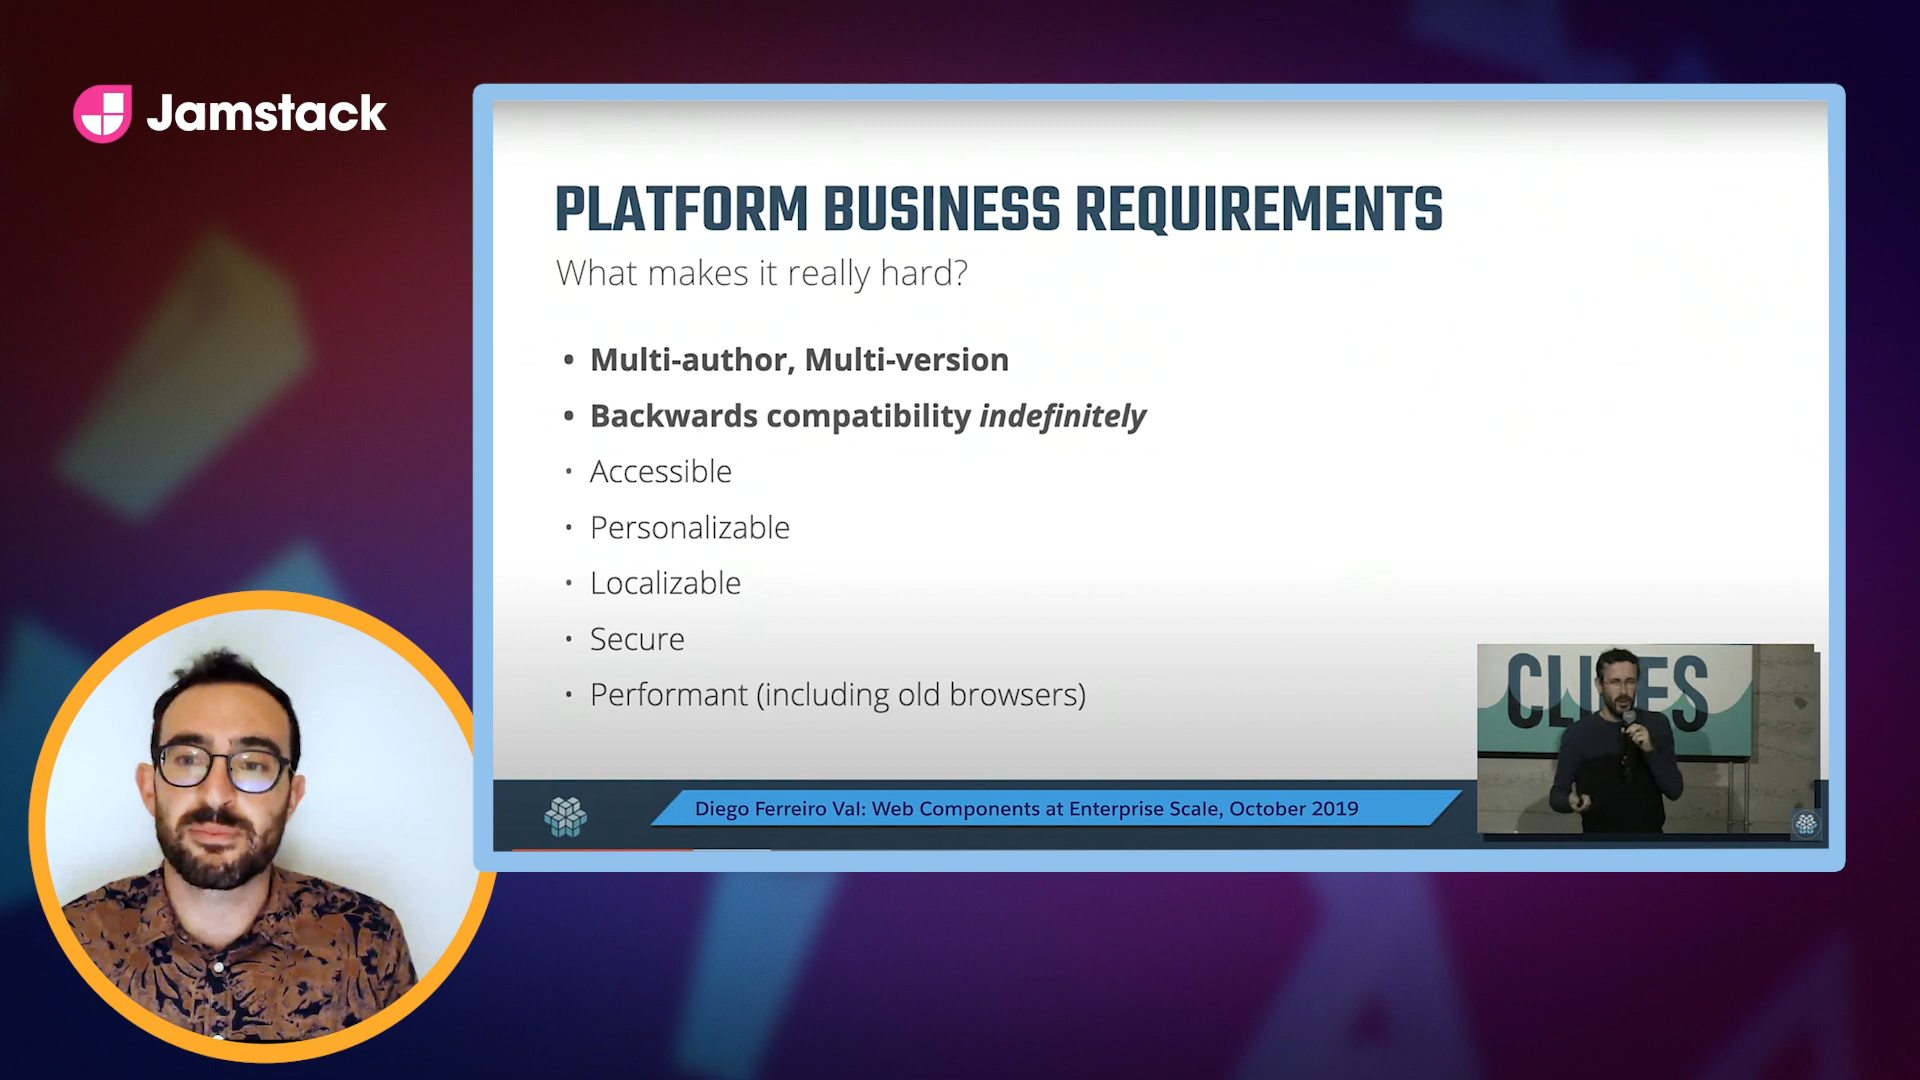 Jamstack
PLATFORM BUSINESS REQUIREMENTS
What makes it really hard?
• Multi-author, Multi-version
• Backwards compatibility indefinitely
• Accessible
• Personalizable
• Localizable
• Secure
• Performant (including old browsers)
Diego Ferreiro Val: Web Components at Enterprise Scale, October 2019